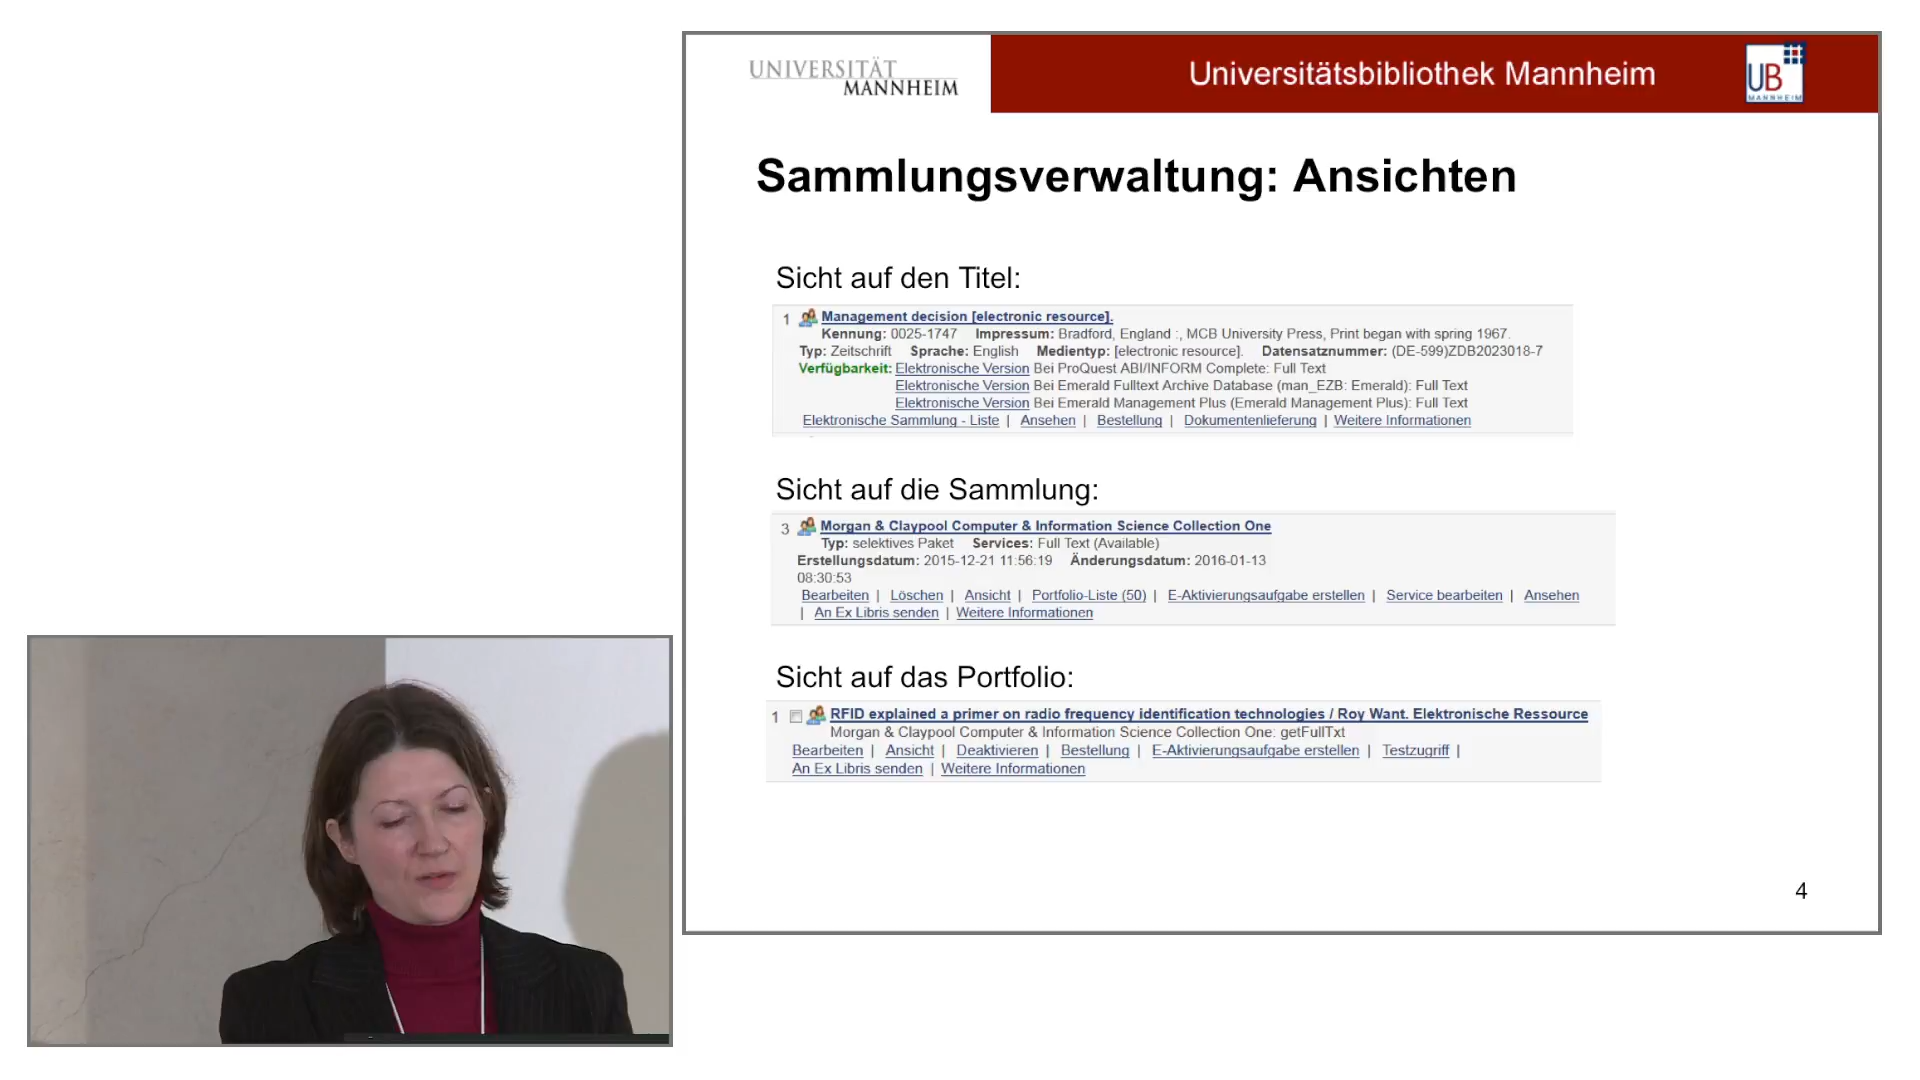 UNIVERSITÄT
MANNHEIM
Universitätsbibliothek Mannheim
UB
MANNHEIM
Sammlungsverwaltung: Ansichten
Sicht auf den Titel:
1 Management decision [electronic resource].
Kennung: 0025-1747 Impressum: Bradford, England :, MCB University Press, Print began with spring 1967.
Typ: Zeitschrift Sprache: English Medientyp: [electronic resource]. Datensatznummer: (DE-599)ZDB2023018-7
Verfügbarkeit: Elektronische Version Bei ProQuest ABI/INFORM Complete: Full Text
Elektronische Version Bei Emerald Fulltext Archive Database (man_EZB: Emerald): Full Text
Elektronische Version Bei Emerald Management Plus (Emerald Management Plus): Full Text
Elektronische Sammlung - Liste | Ansehen | Bestellung | Dokumentenlieferung | Weitere Informationen
Sicht auf die Sammlung:
3 Morgan & Claypool Computer & Information Science Collection One
Typ: selektives Paket Services: Full Text (Available)
Erstellungsdatum: 2015-12-21 11:56:19 Änderungsdatum: 2016-01-13
08:30:53
Bearbeiten | Löschen | Ansicht | Portfolio-Liste (50) | E-Aktivierungsaufgabe erstellen | Service bearbeiten | Ansehen
| An Ex Libris senden | Weitere Informationen
Sicht auf das Portfolio:
1 RFID explained a primer on radio frequency identification technologies / Roy Want. Elektronische Ressource
Morgan & Claypool Computer & Information Science Collection One: getFullTxt
Bearbeiten | Ansicht | Deaktivieren | Bestellung | E-Aktivierungsaufgabe erstellen | Testzugriff |
An Ex Libris senden | Weitere Informationen
4